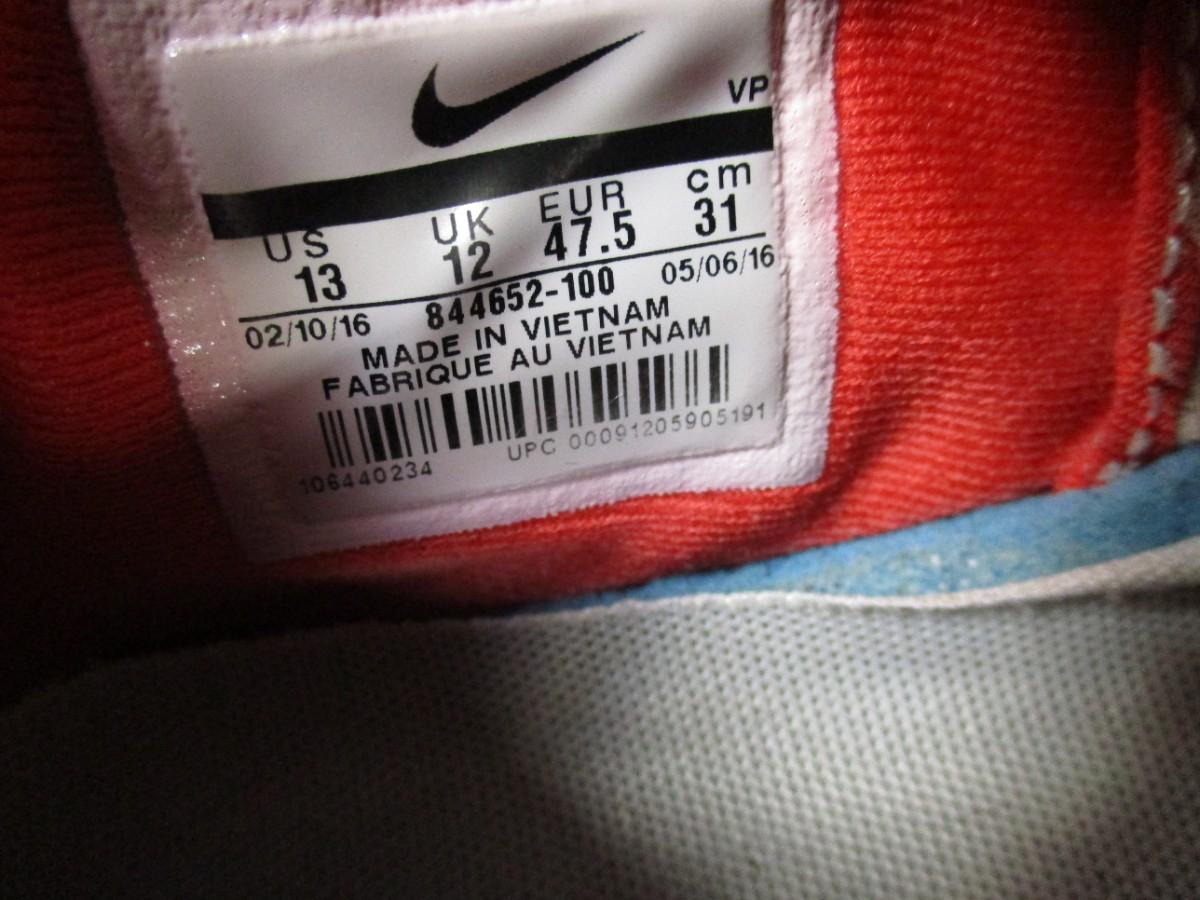 VP
US UK EUR cm
13 12 47.5 31
02/10/16 844652-100 05/06/16
MADE IN VIETNAM
FABRIQUE AU VIETNAM
106440234 UPC 00091205905191